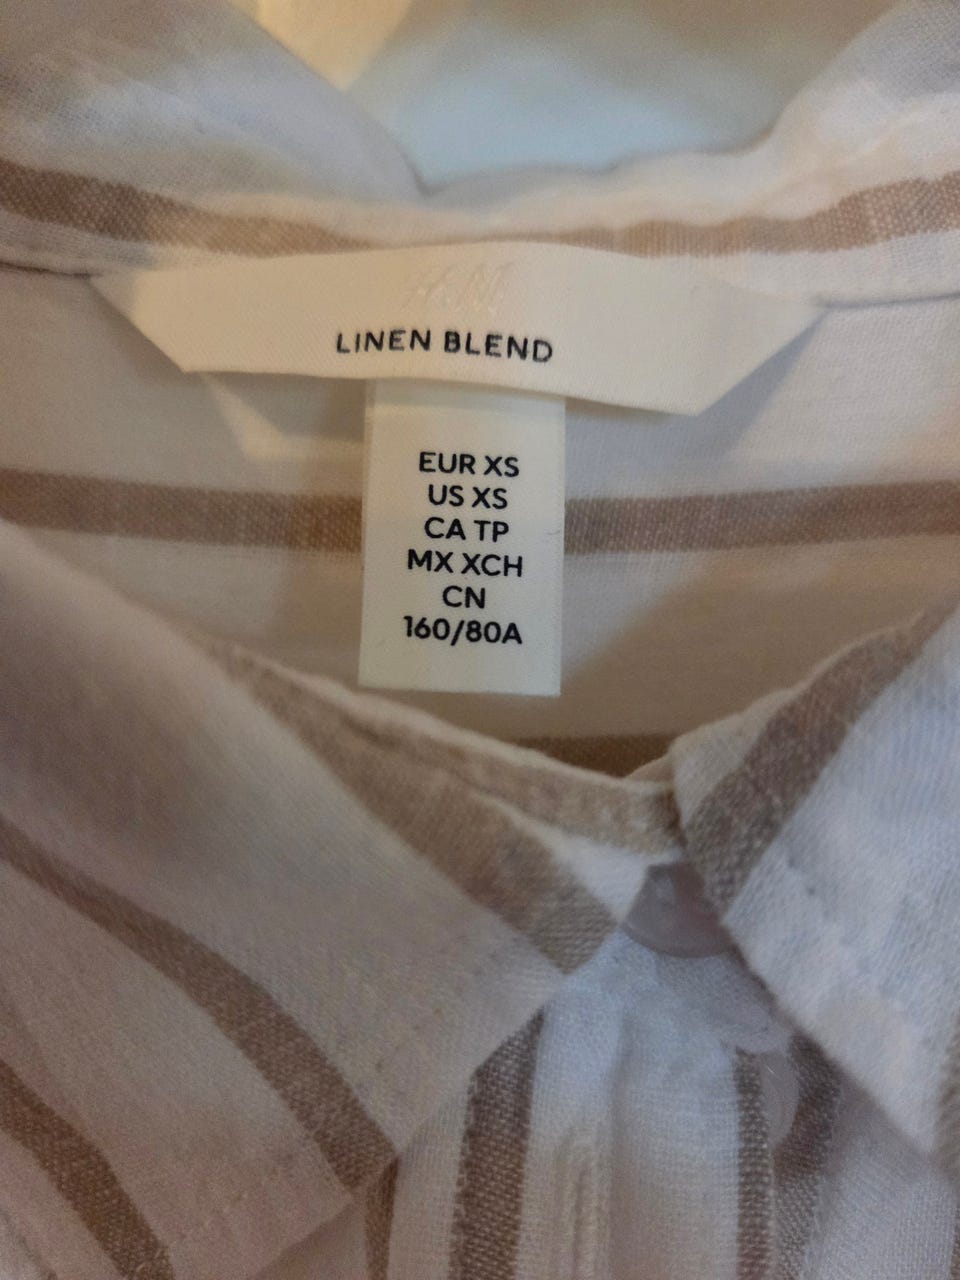 H&M
LINEN BLEND
EUR XS
US XS
CA TP
MX XCH
CN
160/80A